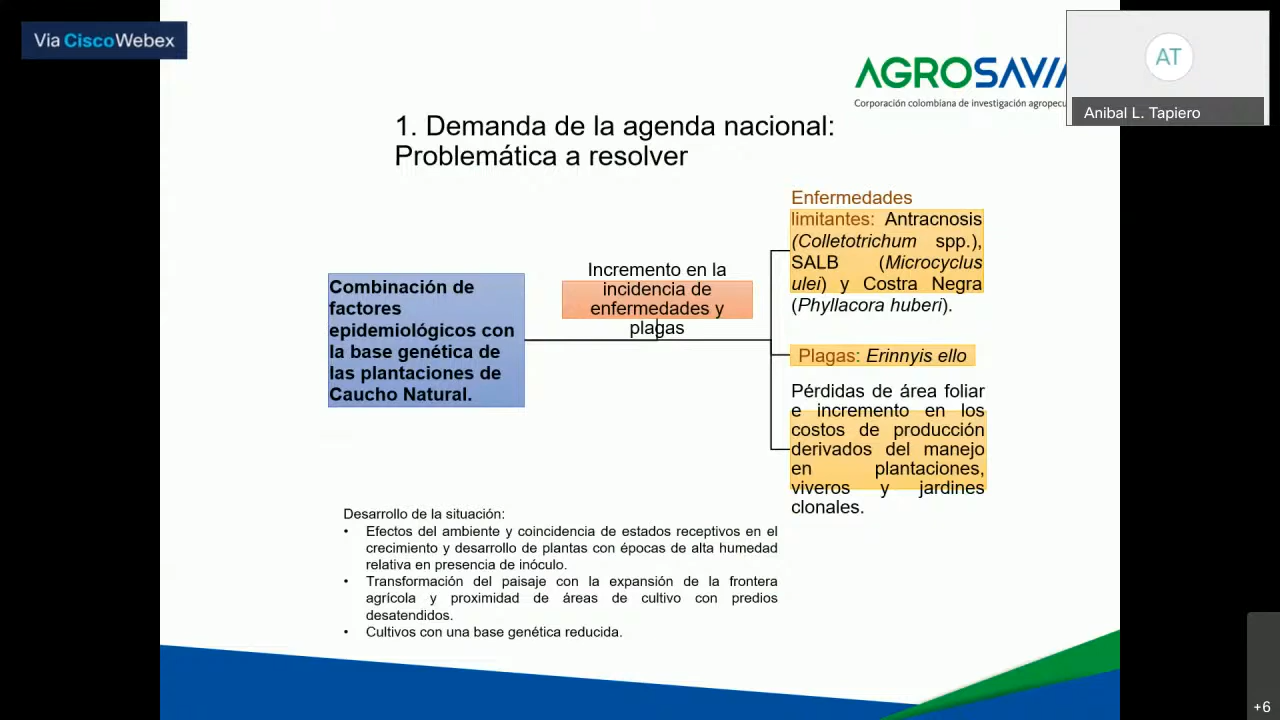 Via CiscoWebex
AGROSAVIA
Corporación colombiana de investigación agropecu
AT
Anibal L. Tapiero
1. Demanda de la agenda nacional:
Problemática a resolver
Combinación de
factores
epidemiológicos con
la base genética de
las plantaciones de
Caucho Natural.
Incremento en la
incidencia de
enfermedades y
plagas
Enfermedades
limitantes: Antracnosis
(Colletotrichum spp.),
SALB (Microcyclus
ulei) y Costra Negra
(Phyllacora huberi).
Plagas: Erinnyis ello
Pérdidas de área foliar
e incremento en los
costos de producción
derivados del manejo
en plantaciones,
viveros y jardines
clonales.
Desarrollo de la situación:
• Efectos del ambiente y coincidencia de estados receptivos en el
crecimiento y desarrollo de plantas con épocas de alta humedad
relativa en presencia de inóculo.
• Transformación del paisaje con la expansión de la frontera
agrícola y proximidad de áreas de cultivo con predios
desatendidos.
• Cultivos con una base genética reducida.
+6